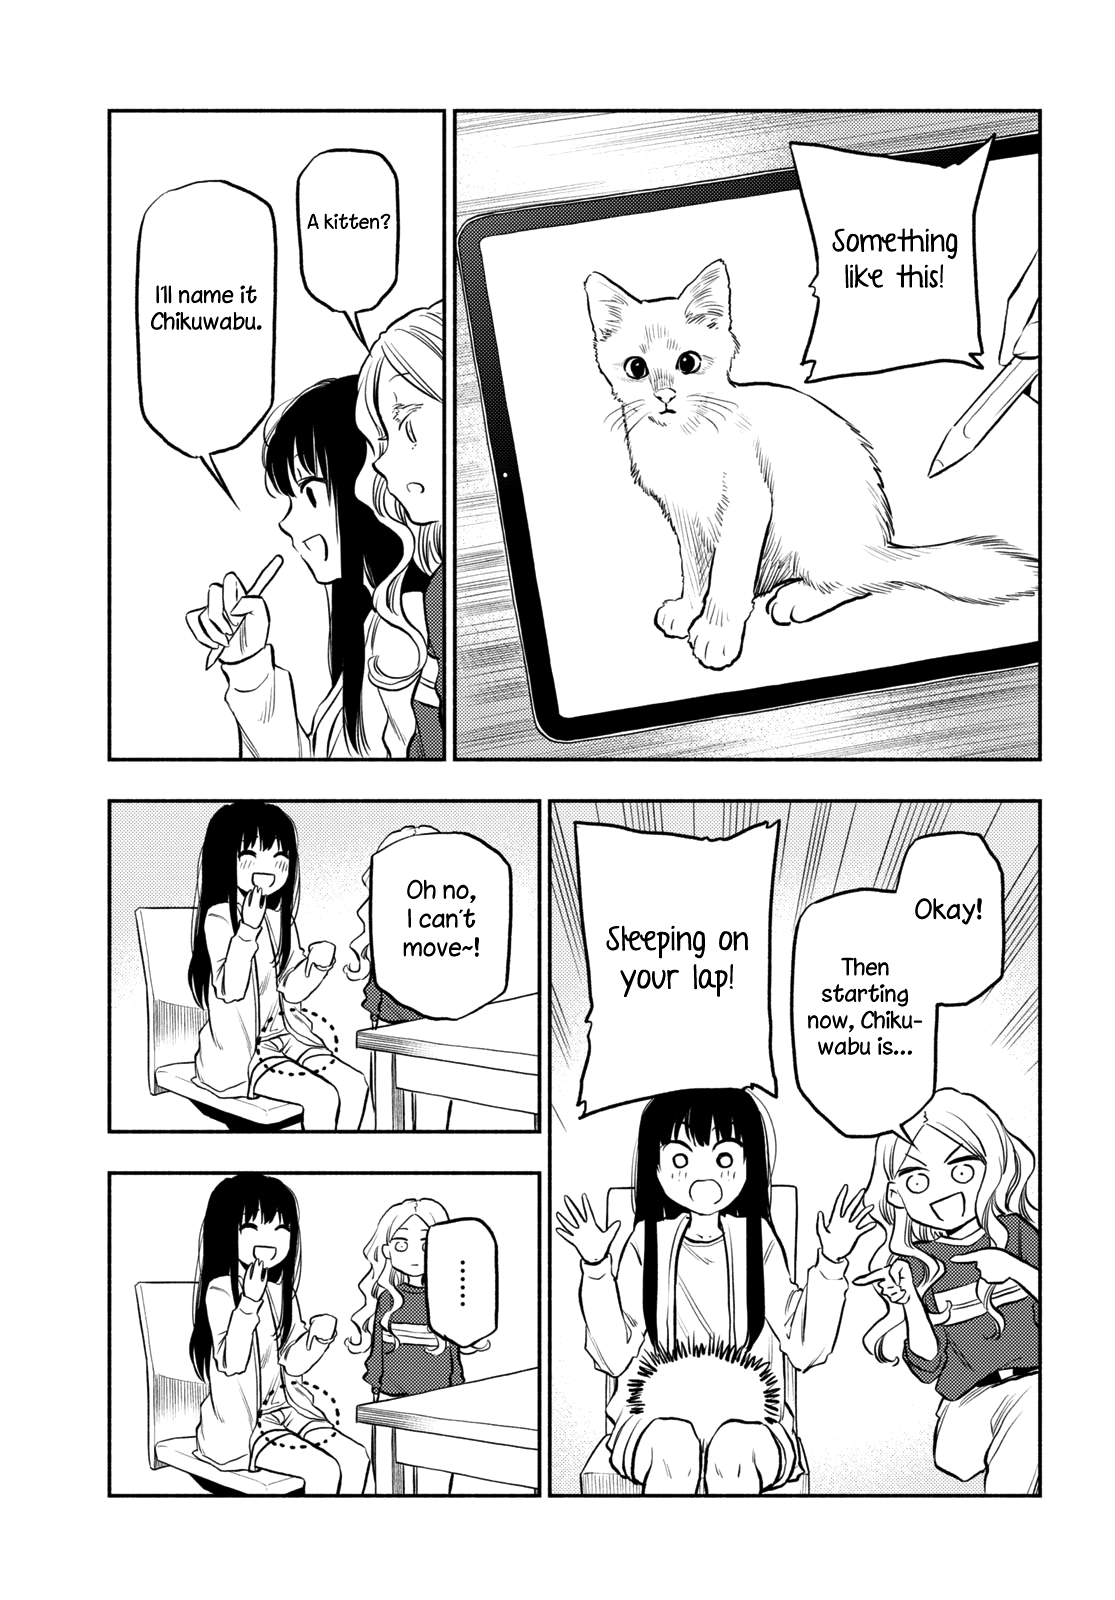 Something
like this!
A kitten?
I'll name it
Chikuwabu.
Okay!
Then
starting
now, Chiku-
wabu is...
Sleeping on
your lap!
Oh no,
I can't
move~!
........